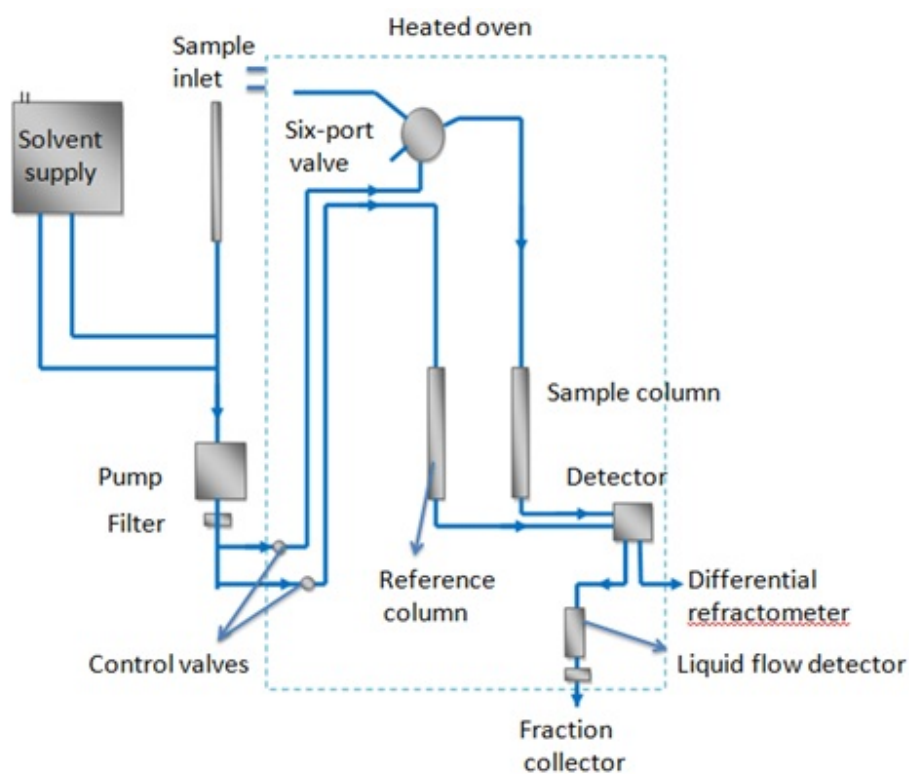 Heated oven
Sample
inlet
Solvent
supply
Six-port
valve
Sample column
Pump
Detector
Filter
Reference
column
Differential
refractometer
Control valves
Liquid flow detector
Fraction
collector